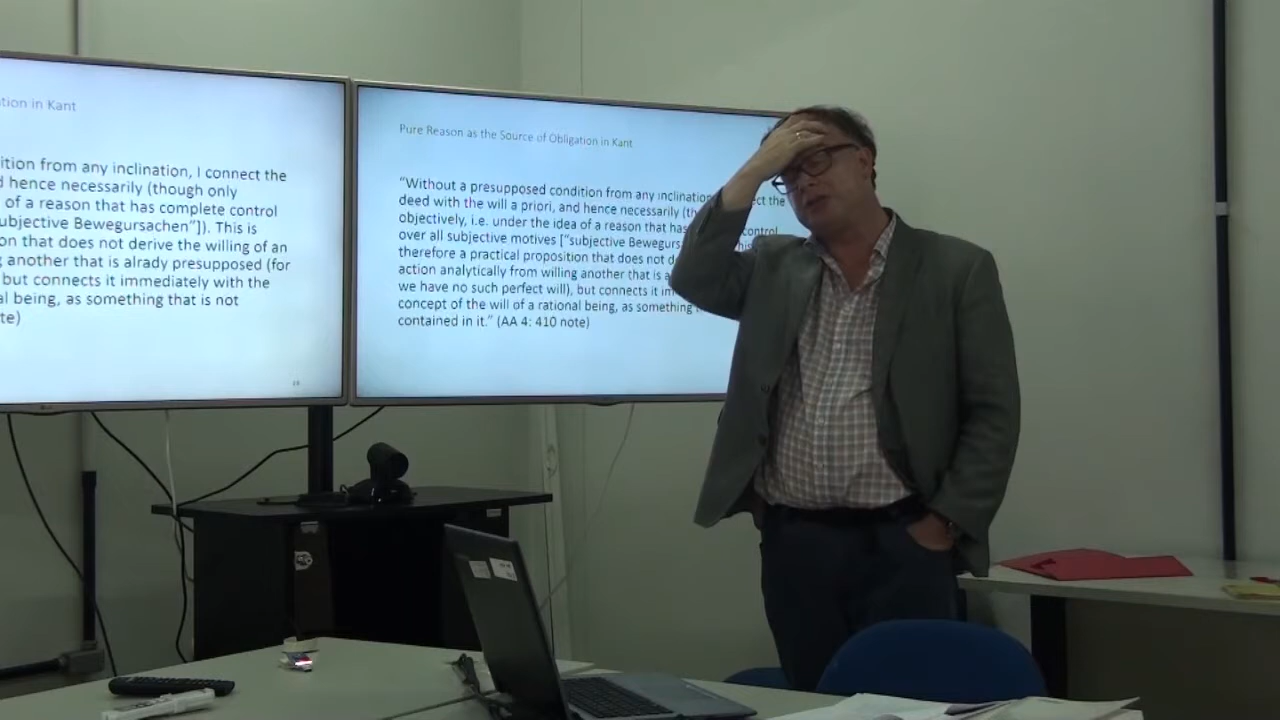 tion in Kant
ition from any inclination, I connect the
d hence necessarily (though only
of a reason that has complete control
ubjective Bewegursachen"]). This is
on that does not derive the willing of an
g another that is alrady presupposed (for
but connects it immediately with the
al being, as something that is not
te)
Pure Reason as the Source of Obligation in Kant
"Without a presupposed condition from any inclination
ect the
deed with the will a priori, and hence necessarily (th
objectively, i.e. under the idea of a reason that has
control
over all subjective motives ["subjective Bewegurs
his
therefore a practical proposition that does not d
action analytically from willing another that is a
we have no such perfect will), but connects it im
concept of the will of a rational being, as something
contained in it." (AA 4: 410 note)